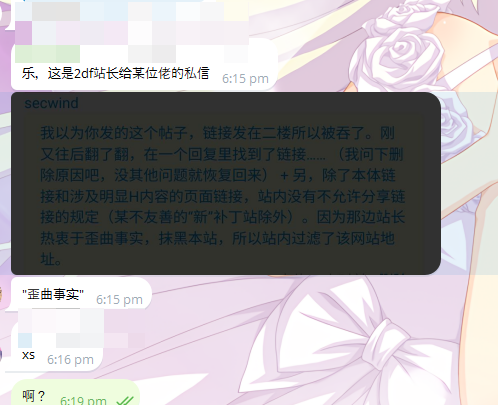 乐，这是2df站长给某位佬的私信 6:15 pm
secwind
我以为你发的这个帖子，链接发在二楼所以被吞了。刚
又往后翻了翻，在一个回复里找到了链接…… （我问下删
除原因吧，没其他问题就恢复回来） + 另，除了本体链
接和涉及明显H内容的页面链接，站内没有不允许分享链
接的规定（某不友善的“新”补丁站除外）。因为那边站长
热衷于歪曲事实，抹黑本站，所以站内过滤了该网站地
址。
"歪曲事实" 6:15 pm
xs 6:16 pm
啊？ 6:19 pm